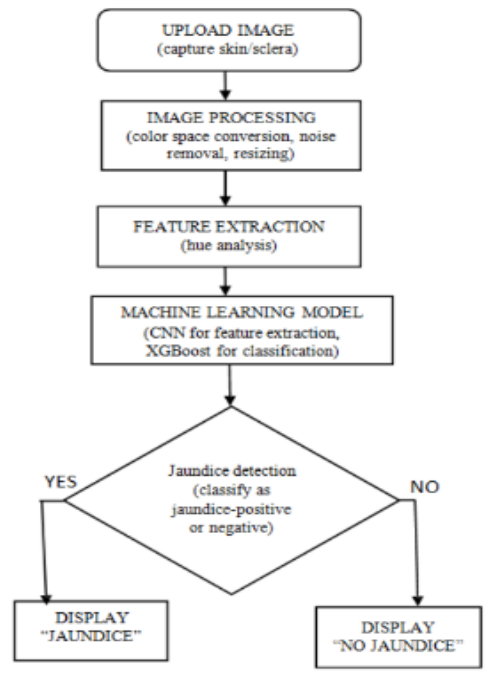 UPLOAD IMAGE
(capture skin/sclera)
IMAGE PROCESSING
(color space conversion, noise
removal, resizing)
FEATURE EXTRACTION
(hue analysis)
MACHINE LEARNING MODEL
(CNN for feature extraction,
XGBoost for classification)
Jaundice detection
(classify as
jaundice-positive
or negative)
YES
NO
DISPLAY
“JAUNDICE”
DISPLAY
“NO JAUNDICE”